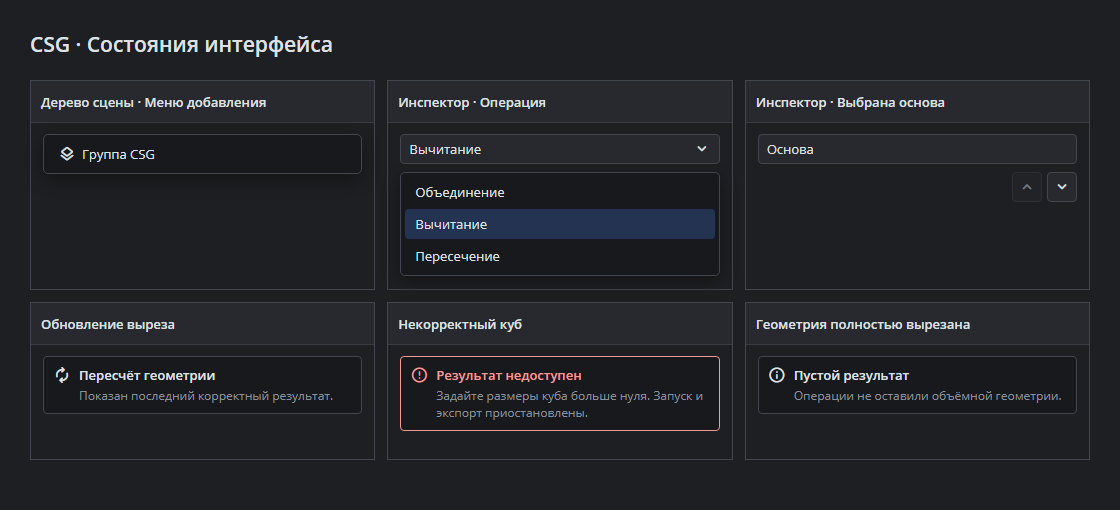 CSG · Состояния интерфейса
Дерево сцены · Меню добавления
Группа CSG
Инспектор · Операция
Вычитание
Объединение
Вычитание
Пересечение
Инспектор · Выбрана основа
Основа
Обновление выреза
Пересчёт геометрии
Показан последний корректный результат.
Некорректный куб
Результат недоступен
Задайте размеры куба больше нуля. Запуск и
экспорт приостановлены.
Геометрия полностью вырезана
Пустой результат
Операции не оставили объёмной геометрии.